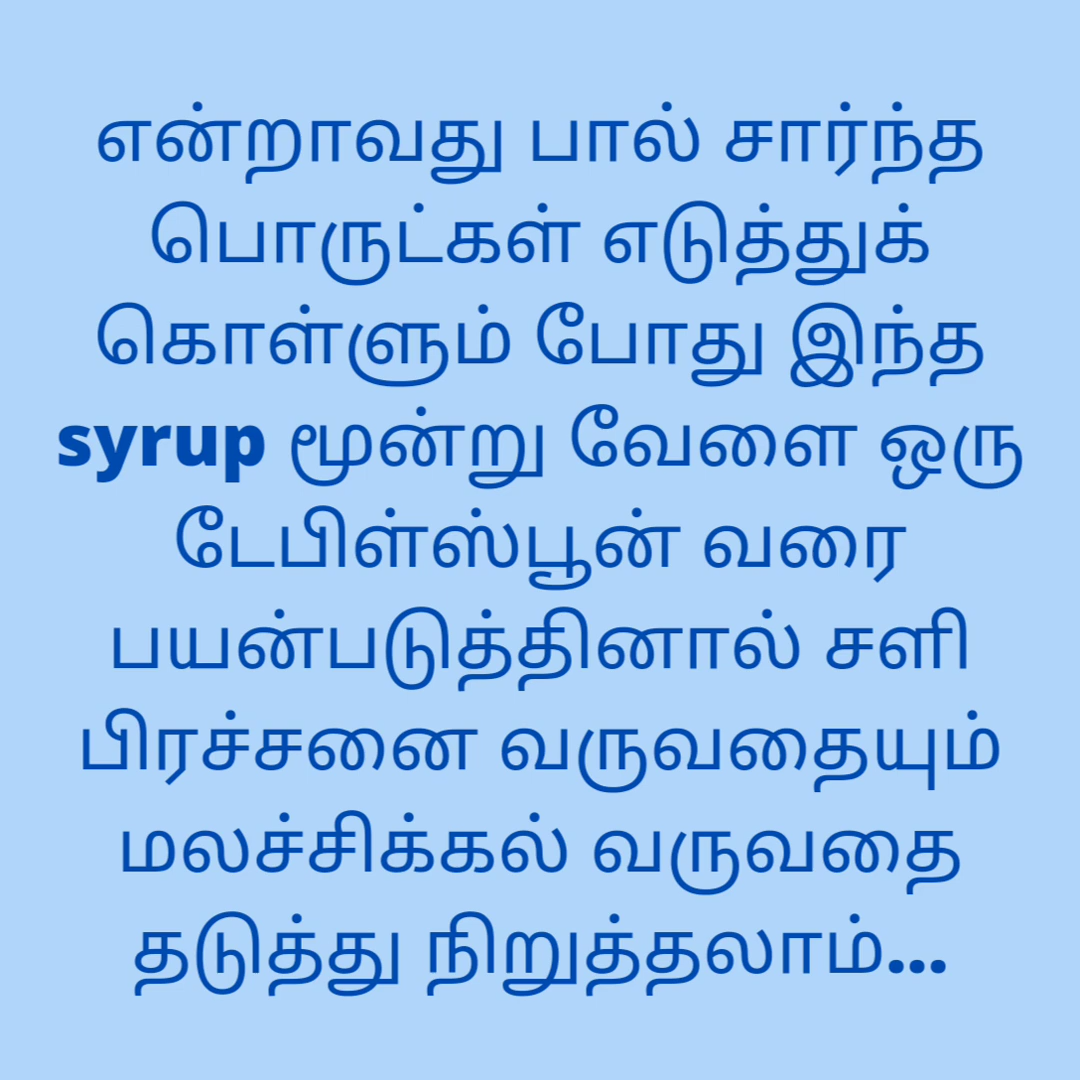 என்றாவது பால் சார்ந்த
பொருட்கள் எடுத்துக்
கொள்ளும் போது இந்த
syrup மூன்று வேளை ஒரு
டேபிள்ஸ்பூன் வரை
பயன்படுத்தினால் சளி
பிரச்சனை வருவதையும்
மலச்சிக்கல் வருவதை
தடுத்து நிறுத்தலாம்...